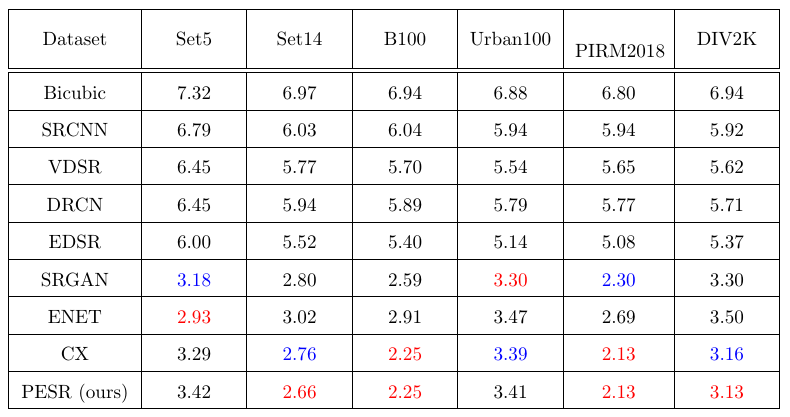 Dataset Set5 Set14 B100 Urban100 PIRM2018 DIV2K
Bicubic 7.32 6.97 6.94 6.88 6.80 6.94
SRCNN 6.79 6.03 6.04 5.94 5.94 5.92
VDSR 6.45 5.77 5.70 5.54 5.65 5.62
DRCN 6.45 5.94 5.89 5.79 5.77 5.71
EDSR 6.00 5.52 5.40 5.14 5.08 5.37
SRGAN 3.18 2.80 2.59 3.30 2.30 3.30
ENET 2.93 3.02 2.91 3.47 2.69 3.50
CX 3.29 2.76 2.25 3.39 2.13 3.16
PESR (ours) 3.42 2.66 2.25 3.41 2.13 3.13